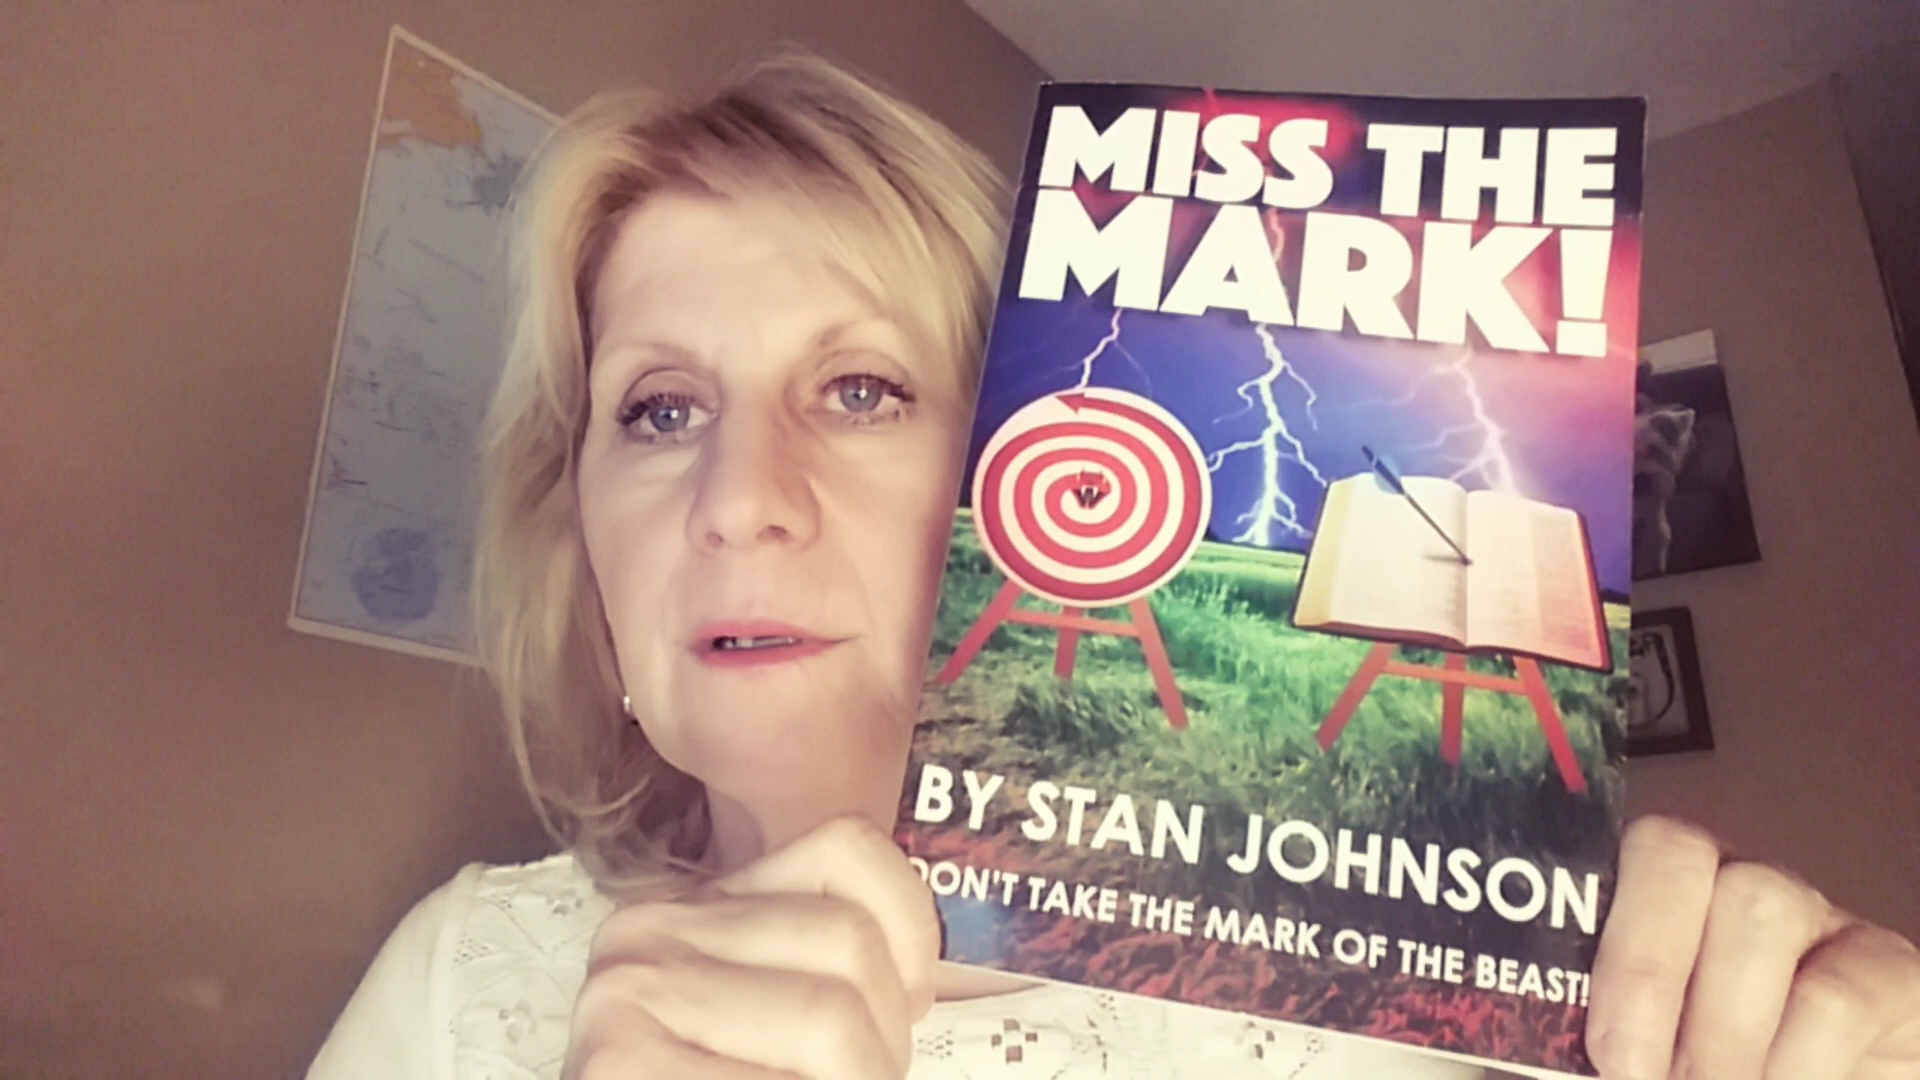 MISS THE
MARK!
BY STAN JOHNSON
DON'T TAKE THE MARK OF THE BEAST!